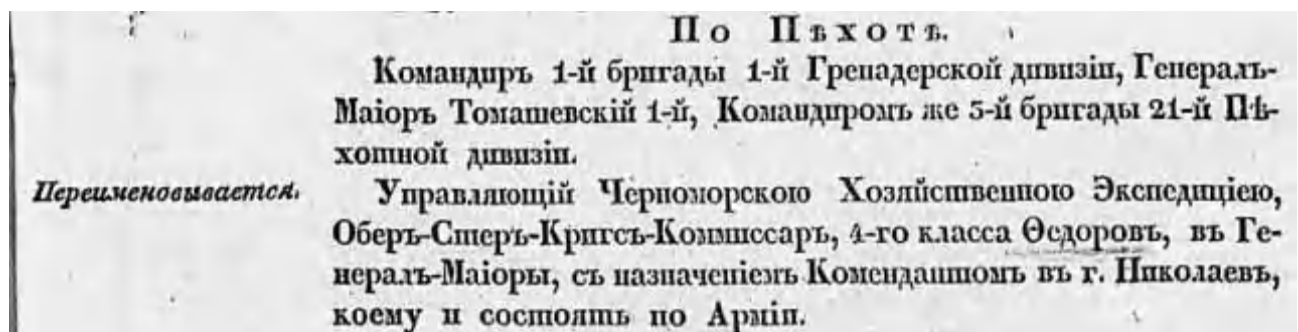 По Пѣхотѣ.
Командиръ 1-й бригады 1-й Гренадерской дивизіи, Генералъ-
Маіоръ Томашевскій 1-й, Командиромъ же 3-й бригады 21-й Пѣ-
хотной дивизіи.
Переименовывается.
Управляющій Черноморскою Хозяйственною Экспедиціею,
Оберъ-Стеръ-Кригсъ-Коммиссаръ, 4-го класса Ѳедоровъ, въ Ге-
нералъ-Маіоры, съ назначеніемъ Комендантомъ въ г. Николаевъ,
коему и состоять по Арміи.